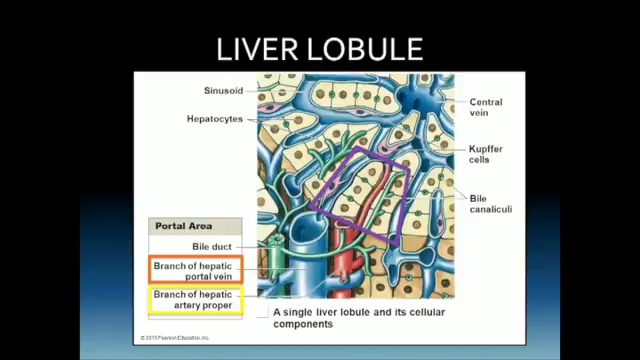 LIVER LOBULE
Sinusoid
Hepatocytes
Central
vein
Kupffer
cells
Bile
canaliculi
Portal Area
Bile duct
Branch of hepatic
portal vein
Branch of hepatic
artery proper
A single liver lobule and its cellular
components
© 2015 Pearson Education, Inc.